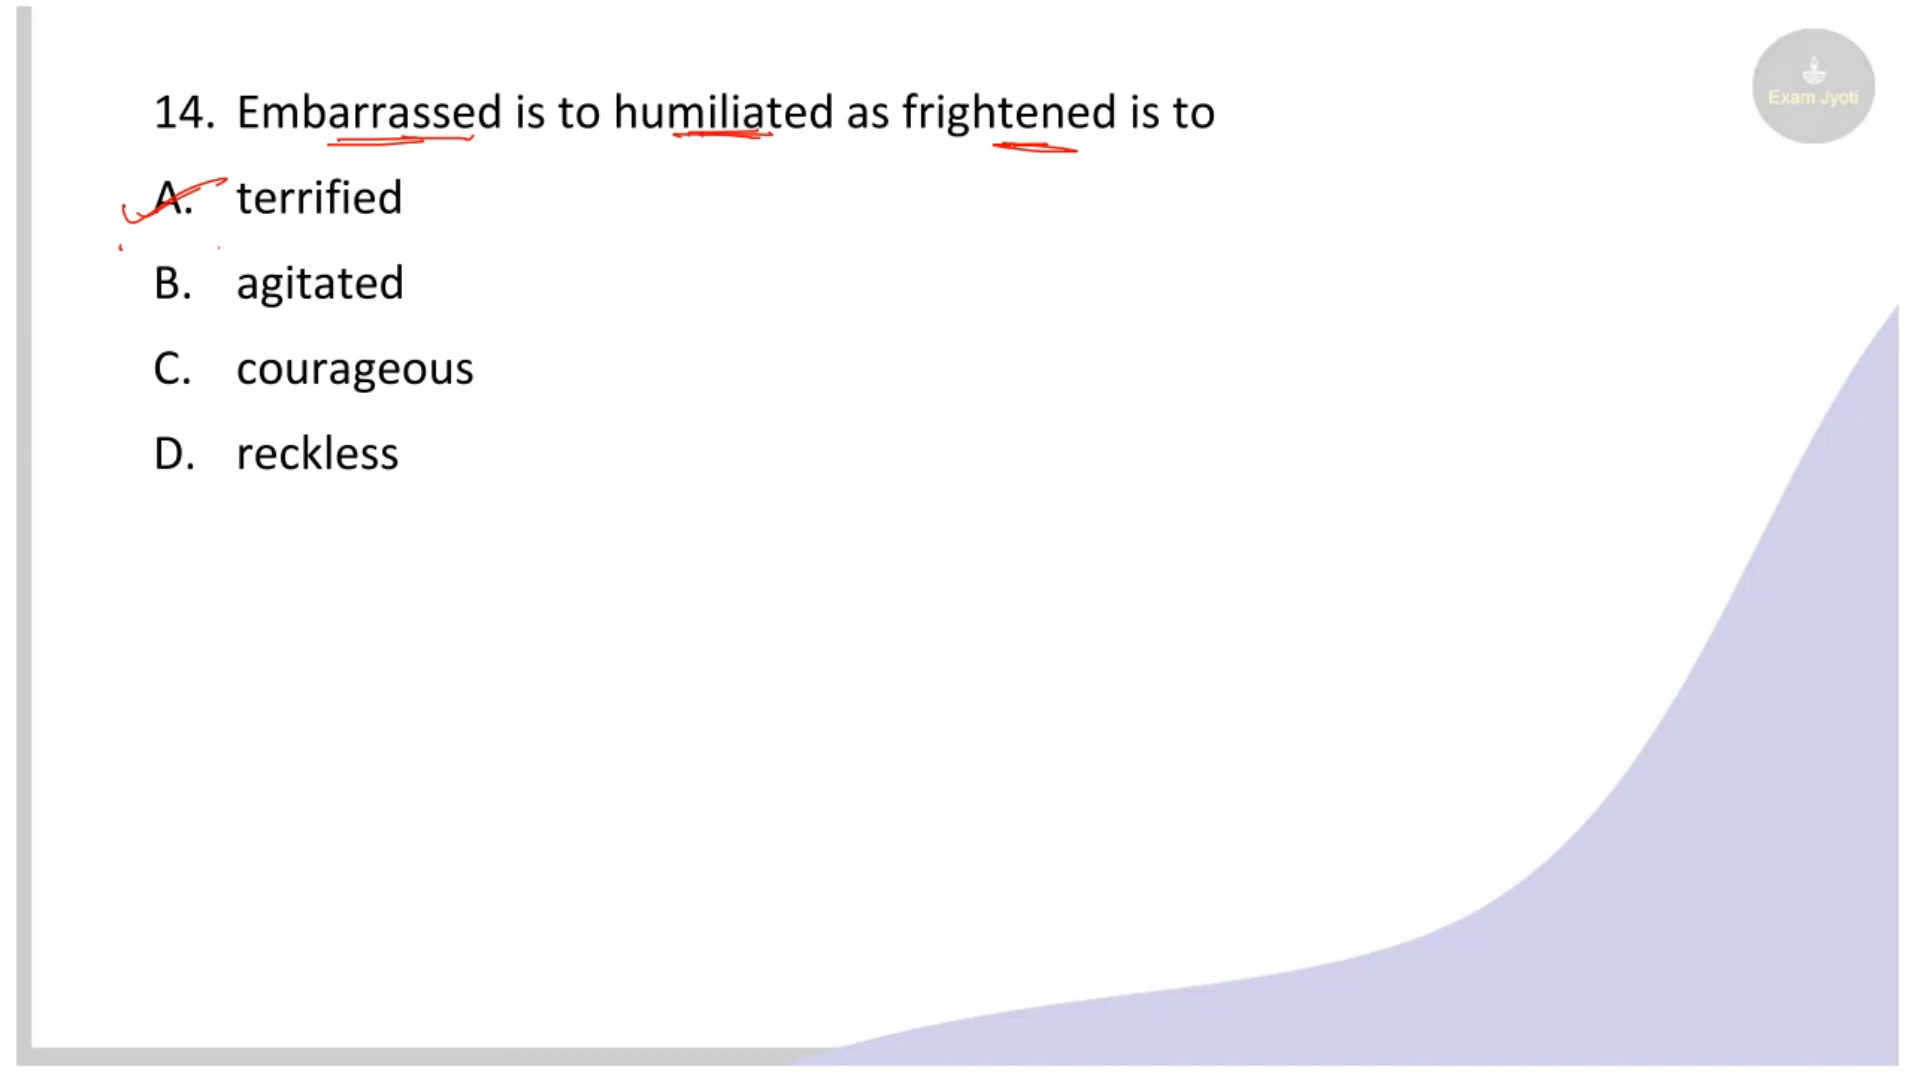 Exam Jyoti
14. Embarrassed is to humiliated as frightened is to
A. terrified
B. agitated
C. courageous
D. reckless